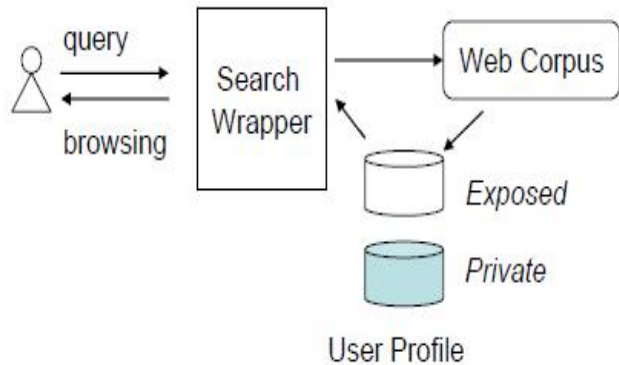 query
browsing
Search
Wrapper
Web Corpus
Exposed
Private
User Profile